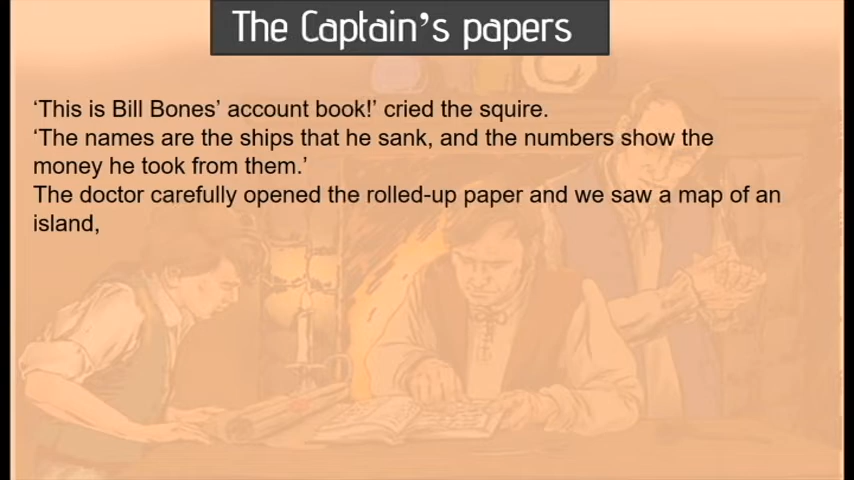 The Captain’s papers
‘This is Bill Bones’ account book!’ cried the squire.
‘The names are the ships that he sank, and the numbers show the
money he took from them.’
The doctor carefully opened the rolled-up paper and we saw a map of an
island,